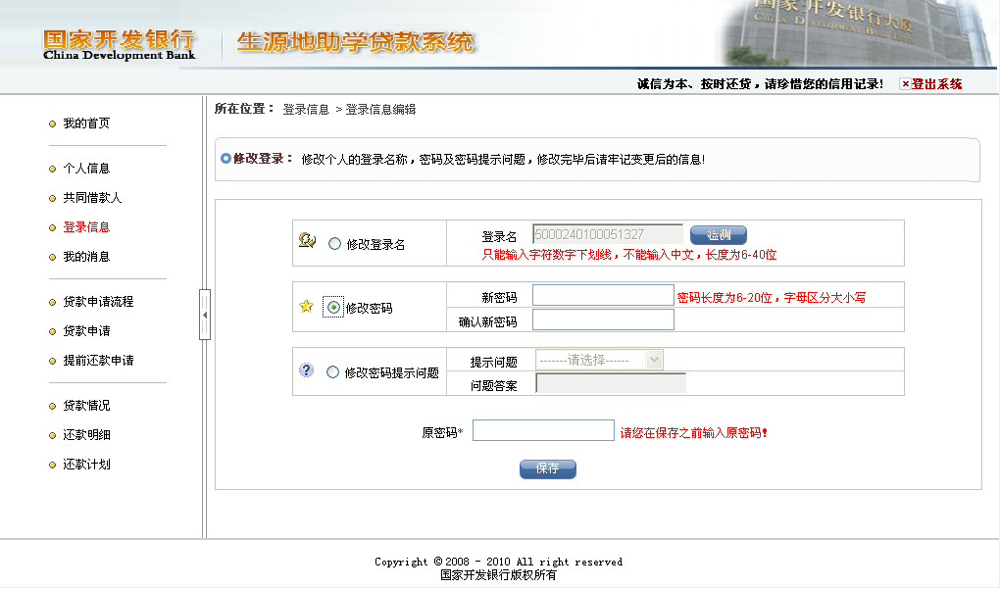 国家开发银行
China Development Bank
生源地助学贷款系统
国家开发银行大厦
CHINA DEVELOPMENT BANK
诚信为本、按时还贷，请珍惜您的信用记录! 登出系统
所在位置： 登录信息 > 登录信息编辑
我的首页
个人信息
共同借款人
登录信息
我的消息
贷款申请流程
贷款申请
提前还款申请
贷款情况
还款明细
还款计划
修改登录： 修改个人的登录名称，密码及密码提示问题，修改完毕后请牢记变更后的信息!
修改登录名 登录名 5000240100051327 检测
只能输入字符数字下划线，不能输入中文，长度为6-40位
修改密码 新密码 密码长度为6-20位，字母区分大小写
确认新密码
修改密码提示问题 提示问题 -------请选择------
问题答案
原密码* 请您在保存之前输入原密码!
保存
Copyright ©2008 - 2010 All right reserved
国家开发银行版权所有